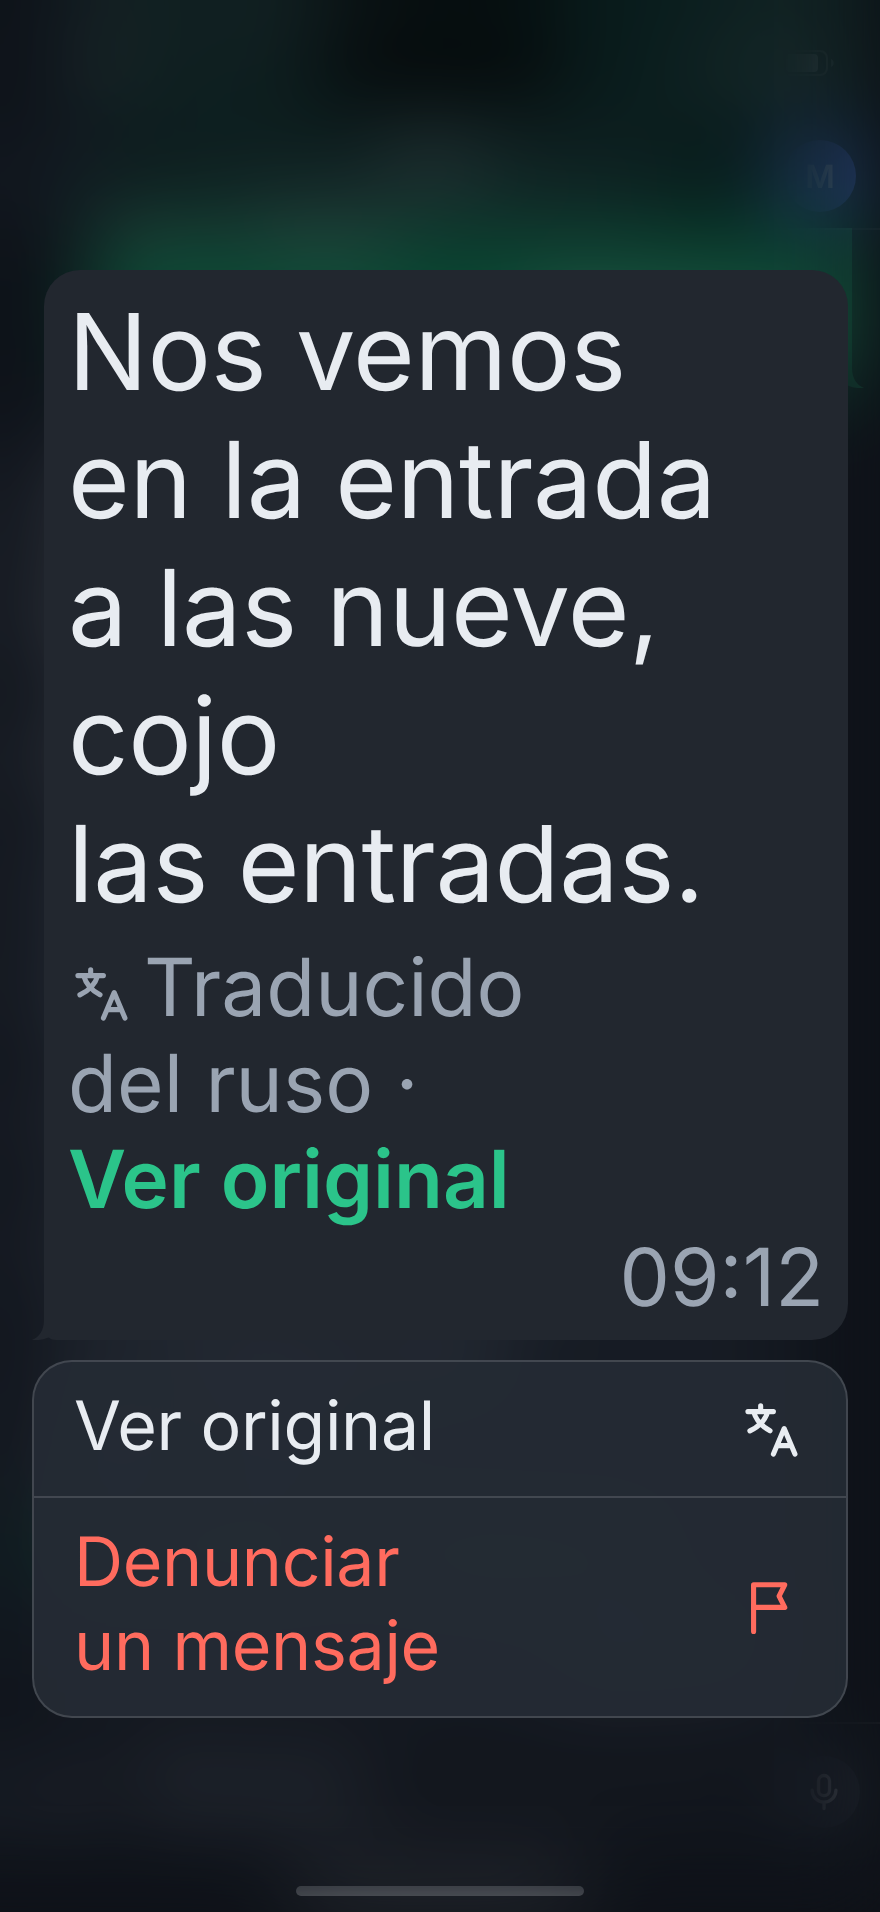 M
Nos vemos
en la entrada
a las nueve,
cojo
las entradas.
Traducido
del ruso ·
Ver original
09:12
Ver original
Denunciar
un mensaje